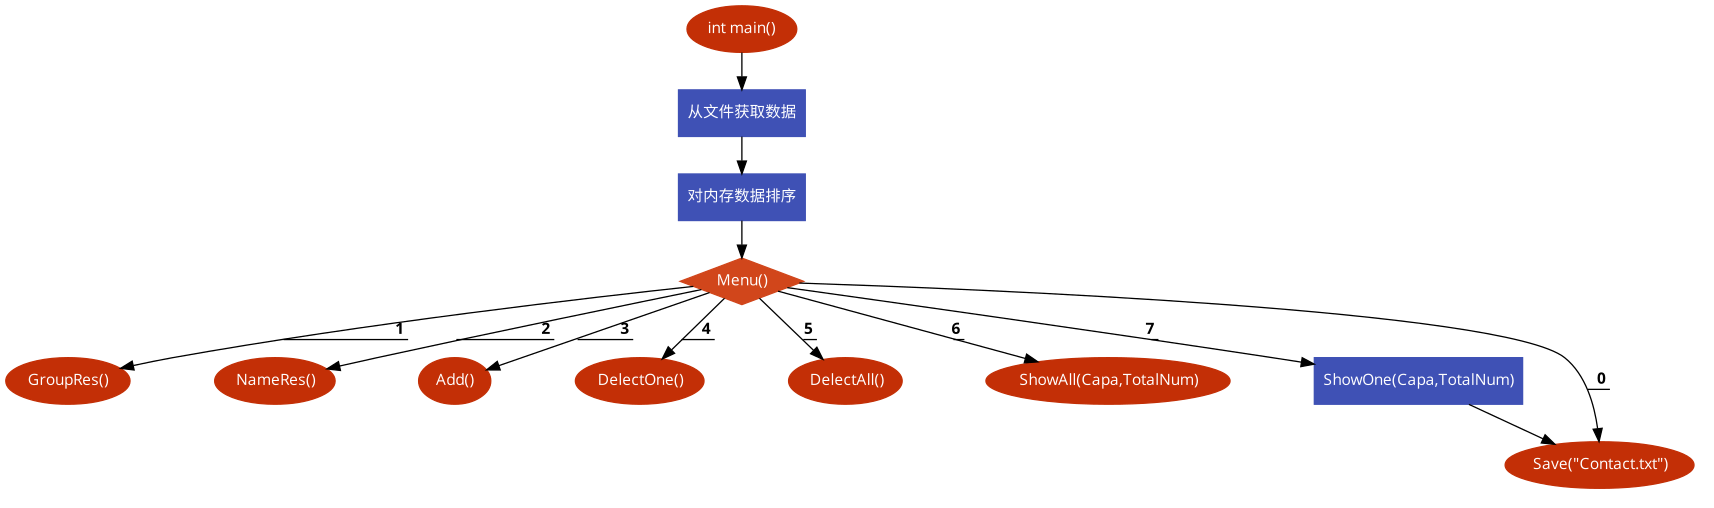 int main()
从文件获取数据
对内存数据排序
Menu()
1
2
3
4
5
6
7
0
GroupRes()
NameRes()
Add()
DelectOne()
DelectAll()
ShowAll(Capa,TotalNum)
ShowOne(Capa,TotalNum)
Save("Contact.txt")